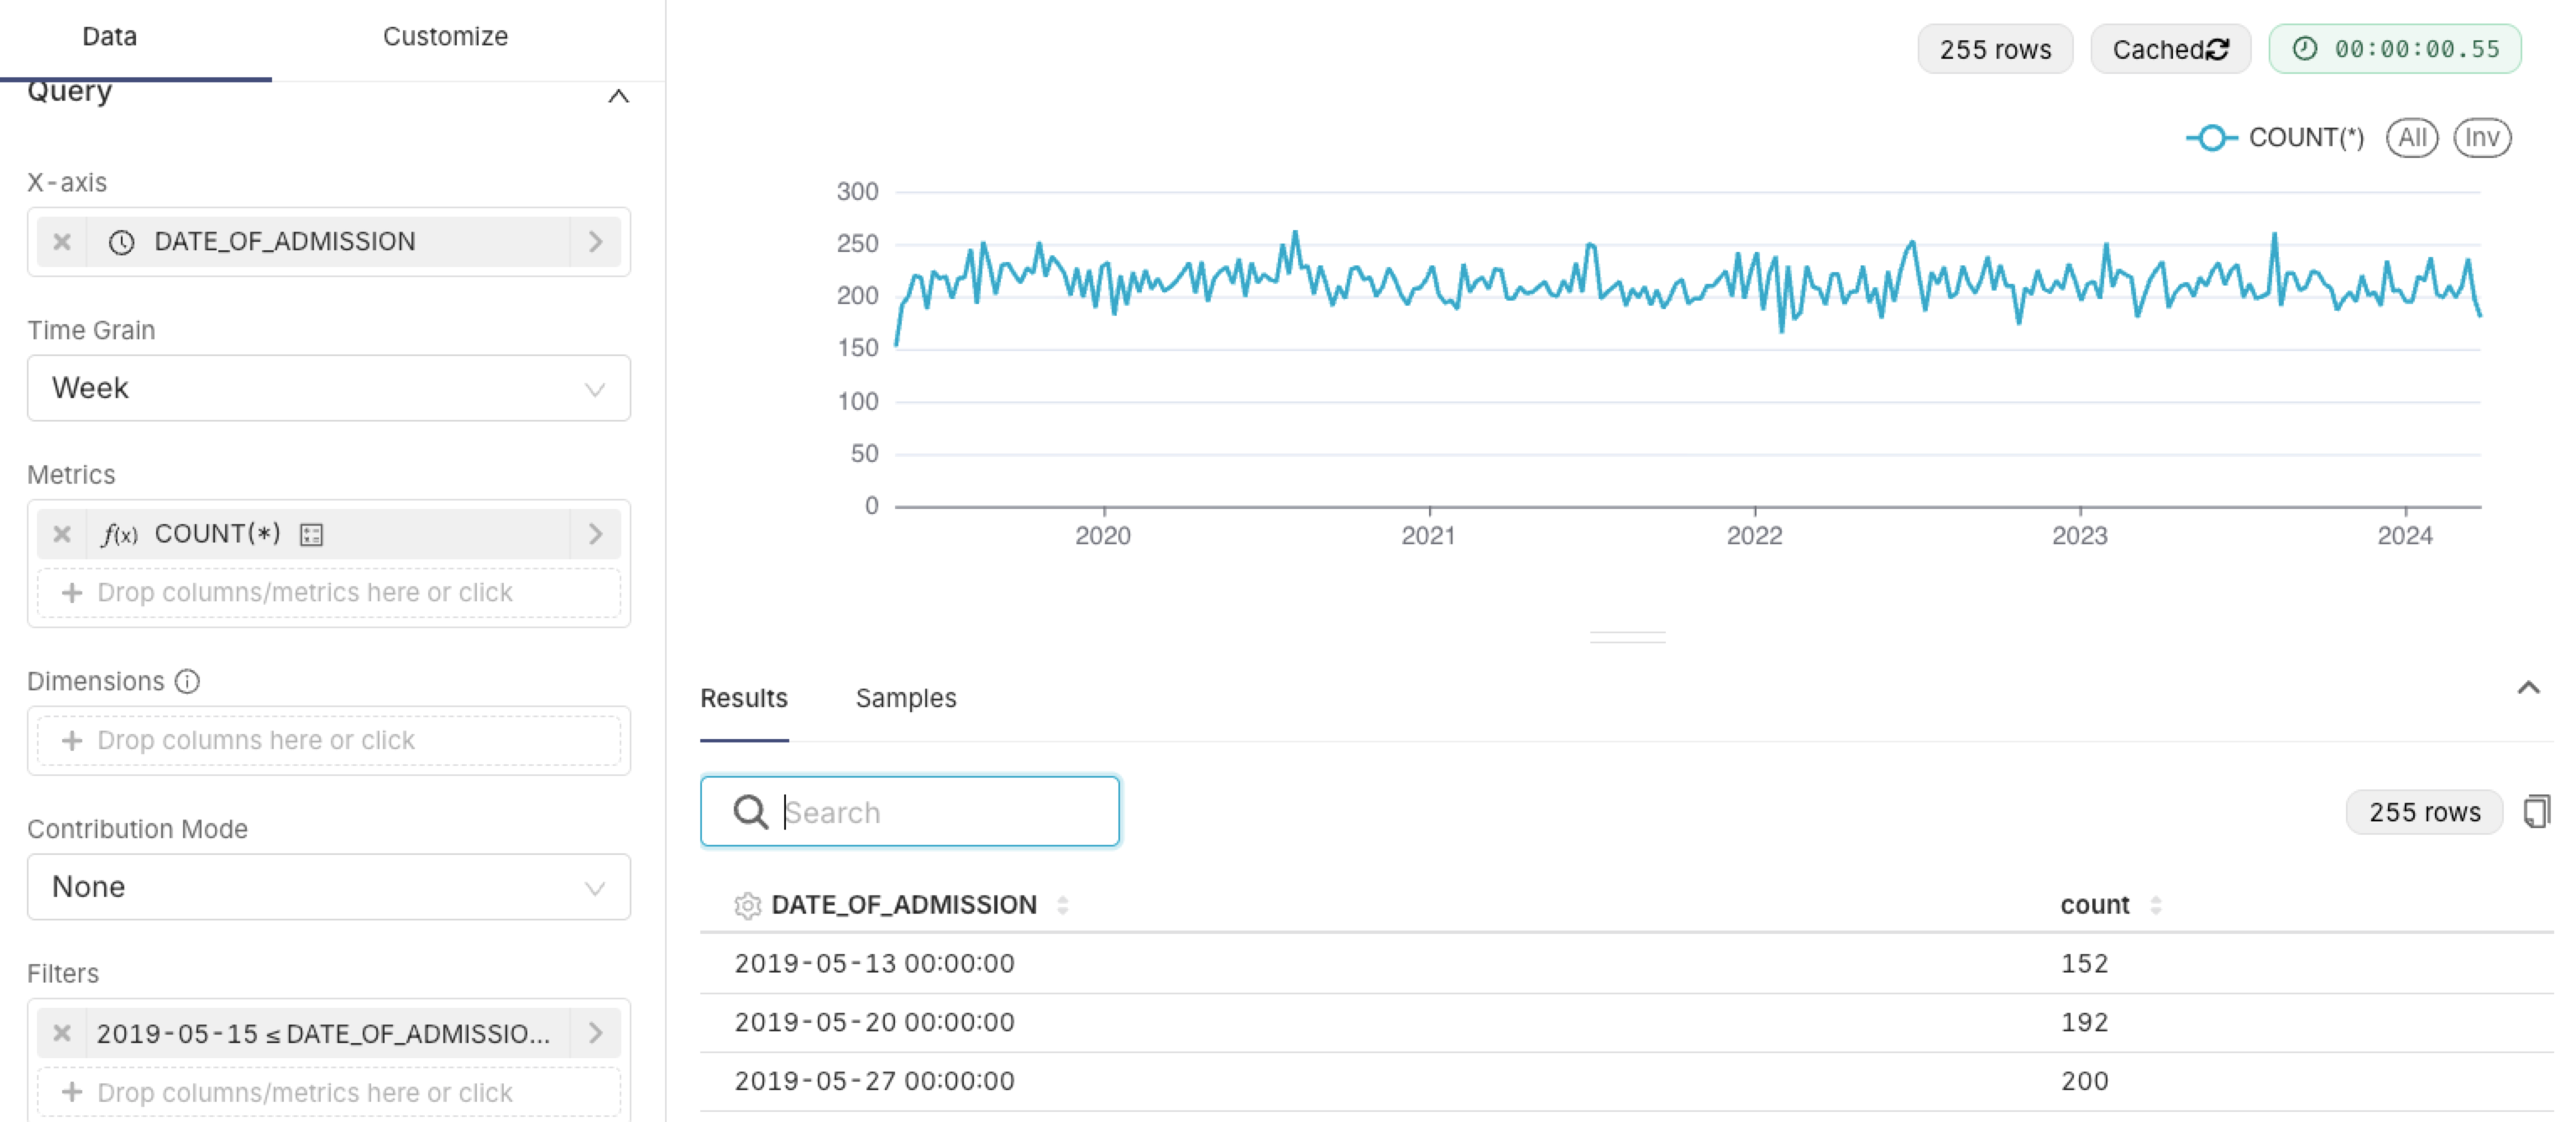 Data
Customize
Query
X-axis
DATE_OF_ADMISSION
Time Grain
Week
Metrics
f(x) COUNT(*)
+ Drop columns/metrics here or click
Dimensions
+ Drop columns here or click
Contribution Mode
None
Filters
2019-05-15 ≤ DATE_OF_ADMISSIO...
+ Drop columns/metrics here or click
255 rows
Cached
00:00:00.55
COUNT(*)
All
Inv
300
250
200
150
100
50
0
2020
2021
2022
2023
2024
Results
Samples
Search
255 rows
DATE_OF_ADMISSION
count
2019-05-13 00:00:00
152
2019-05-20 00:00:00
192
2019-05-27 00:00:00
200